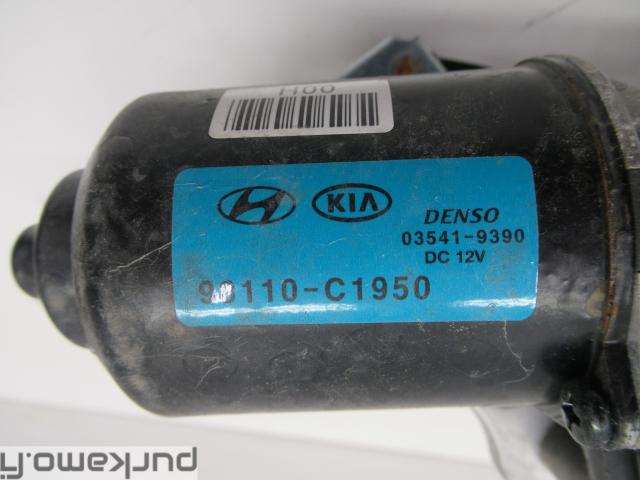 H00
KIA
DENSO
03541-9390
DC 12V
98110-C1950
purkamo.fi